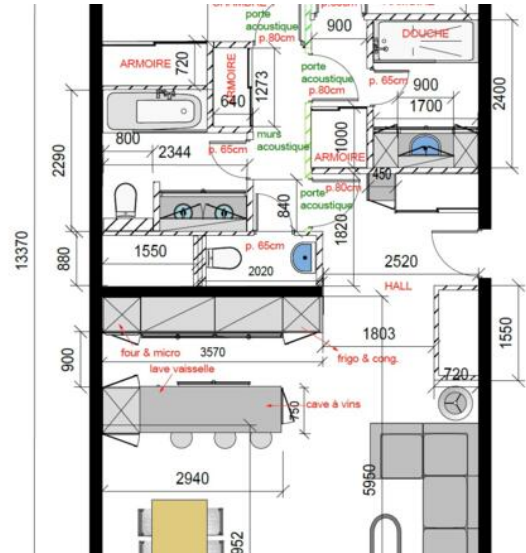 CHAMBRE
porte
acoustique
p.80cm
900
ARMOIRE
DOUCHE
ARMOIRE
720
ARMOIRE
640
1273
porte
acoustique
p.80cm
p. 65cm
900
1700
2400
800
2344
p. 65cm
murs
acoustique
1000
ARMOIRE
p.80cm
450
2290
porte
acoustique
840
1820
13370
880
1550
p. 65cm
2020
2520
HALL
1803
1550
four & micro
3570
frigo & cong.
lave vaisselle
900
720
cave à vins
750
2940
5950
952